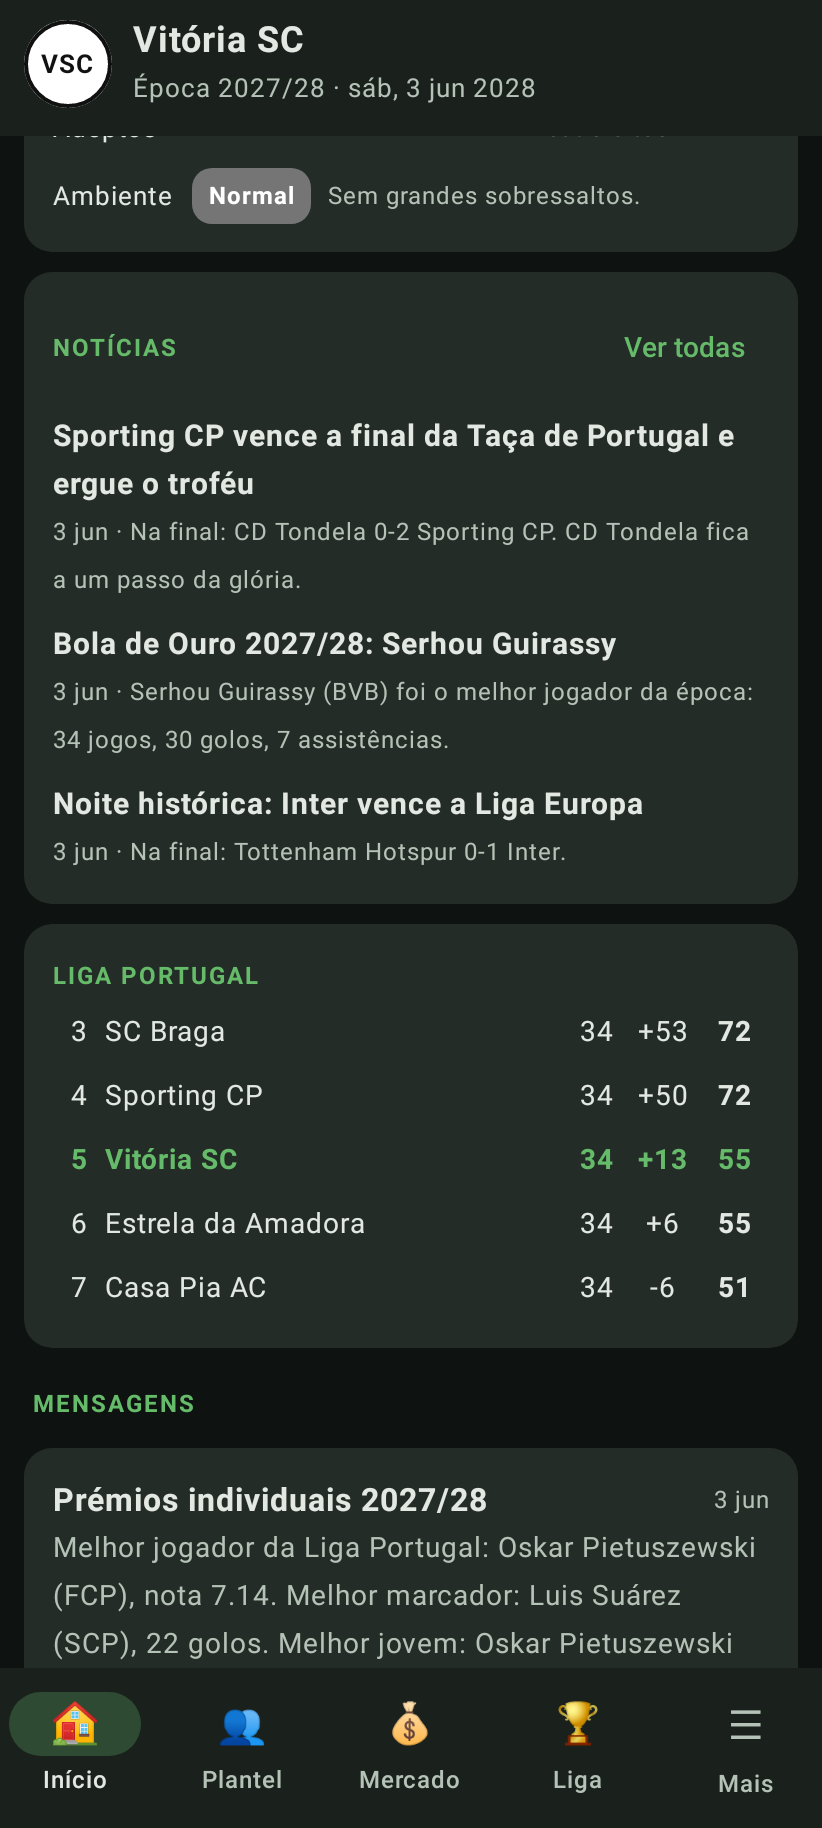 VSC
Vitória SC
Época 2027/28 · sáb, 3 jun 2028
Ambiente Normal Sem grandes sobressaltos.
NOTÍCIAS Ver todas
Sporting CP vence a final da Taça de Portugal e
ergue o troféu
3 jun · Na final: CD Tondela 0-2 Sporting CP. CD Tondela fica
a um passo da glória.
Bola de Ouro 2027/28: Serhou Guirassy
3 jun · Serhou Guirassy (BVB) foi o melhor jogador da época:
34 jogos, 30 golos, 7 assistências.
Noite histórica: Inter vence a Liga Europa
3 jun · Na final: Tottenham Hotspur 0-1 Inter.
LIGA PORTUGAL
3 SC Braga 34 +53 72
4 Sporting CP 34 +50 72
5 Vitória SC 34 +13 55
6 Estrela da Amadora 34 +6 55
7 Casa Pia AC 34 -6 51
MENSAGENS
Prémios individuais 2027/28 3 jun
Melhor jogador da Liga Portugal: Oskar Pietuszewski
(FCP), nota 7.14. Melhor marcador: Luis Suárez
(SCP), 22 golos. Melhor jovem: Oskar Pietuszewski
Início Plantel Mercado Liga Mais